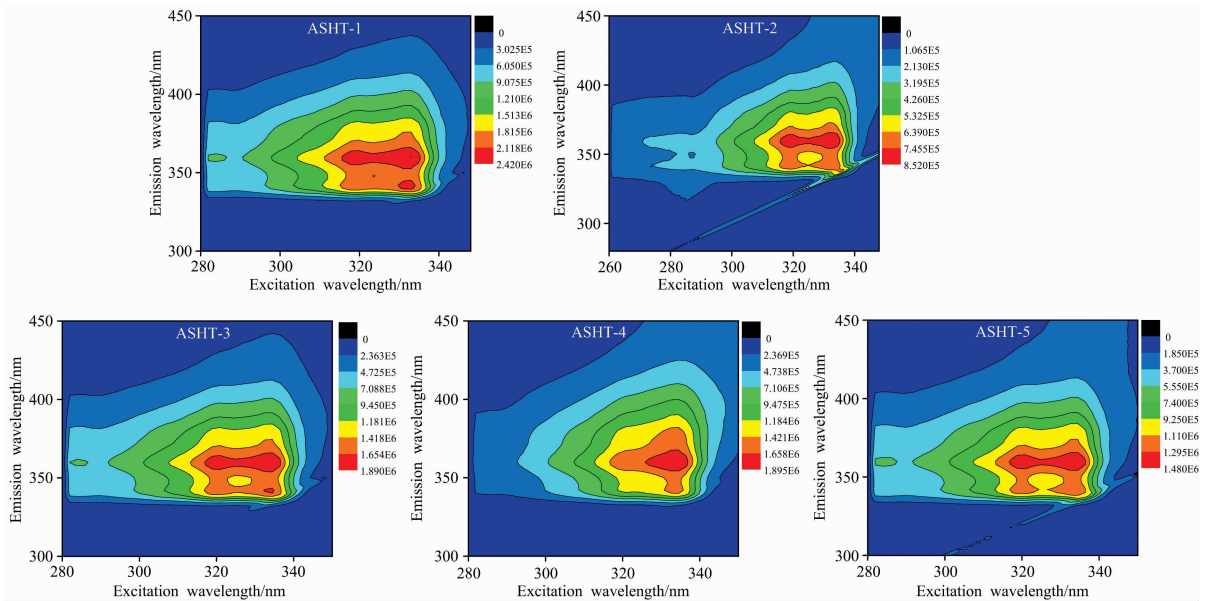 ASHT-1
Emission wavelength/nm
450
400
350
300
280
300
320
340
Excitation wavelength/nm
0
3.025E5
6.050E5
9.075E5
1.210E6
1.513E6
1.815E6
2.118E6
2.420E6
ASHT-2
Emission wavelength/nm
450
400
350
300
260
280
300
320
340
Excitation wavelength/nm
0
1.065E5
2.130E5
3.195E5
4.260E5
5.325E5
6.390E5
7.455E5
8.520E5
ASHT-3
Emission wavelength/nm
450
400
350
300
280
300
320
340
Excitation wavelength/nm
0
2.363E5
4.725E5
7.088E5
9.450E5
1.181E6
1.418E6
1.654E6
1.890E6
ASHT-4
Emission wavelength/nm
450
400
350
300
280
300
320
340
Excitation wavelength/nm
0
2.369E5
4.738E5
7.106E5
9.475E5
1.184E6
1.421E6
1.658E6
1.895E6
ASHT-5
Emission wavelength/nm
450
400
350
300
280
300
320
340
Excitation wavelength/nm
0
1.850E5
3.700E5
5.550E5
7.400E5
9.250E5
1.110E6
1.295E6
1.480E6